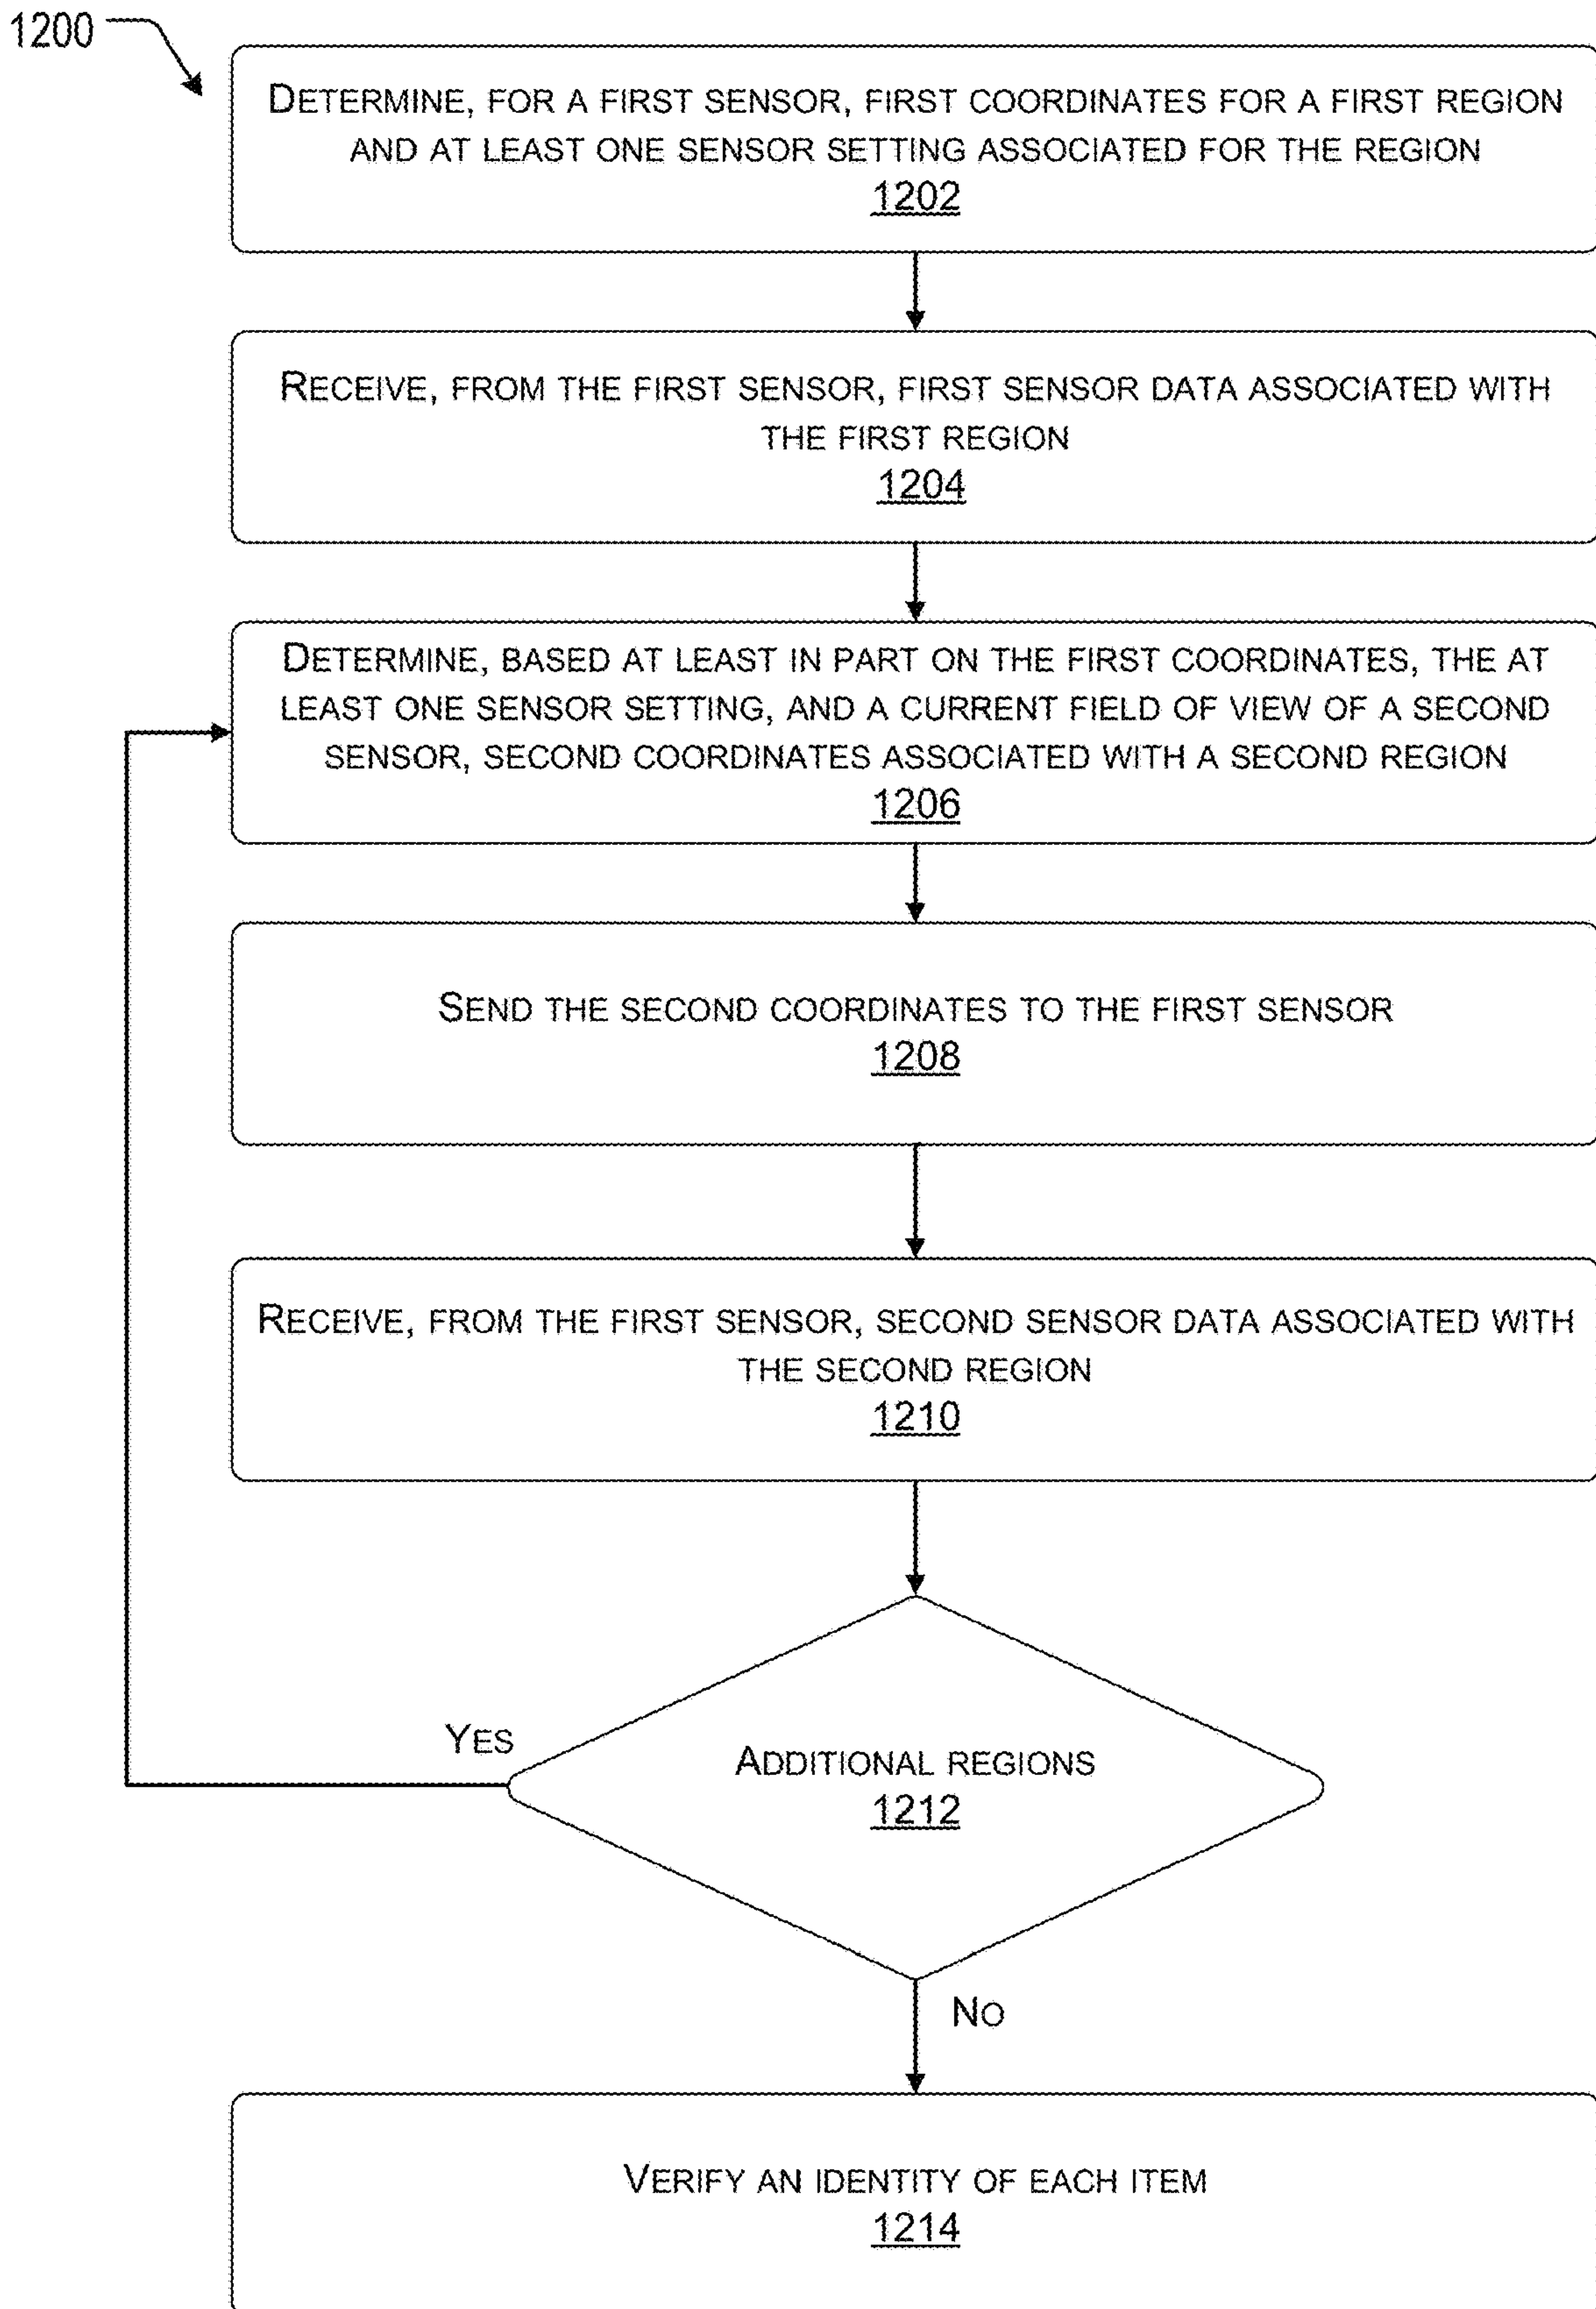 1200
DETERMINE, FOR A FIRST SENSOR, FIRST COORDINATES FOR A FIRST REGION
AND AT LEAST ONE SENSOR SETTING ASSOCIATED FOR THE REGION
1202
RECEIVE, FROM THE FIRST SENSOR, FIRST SENSOR DATA ASSOCIATED WITH
THE FIRST REGION
1204
DETERMINE, BASED AT LEAST IN PART ON THE FIRST COORDINATES, THE AT
LEAST ONE SENSOR SETTING, AND A CURRENT FIELD OF VIEW OF A SECOND
SENSOR, SECOND COORDINATES ASSOCIATED WITH A SECOND REGION
1206
SEND THE SECOND COORDINATES TO THE FIRST SENSOR
1208
RECEIVE, FROM THE FIRST SENSOR, SECOND SENSOR DATA ASSOCIATED WITH
THE SECOND REGION
1210
YES
ADDITIONAL REGIONS
1212
NO
VERIFY AN IDENTITY OF EACH ITEM
1214